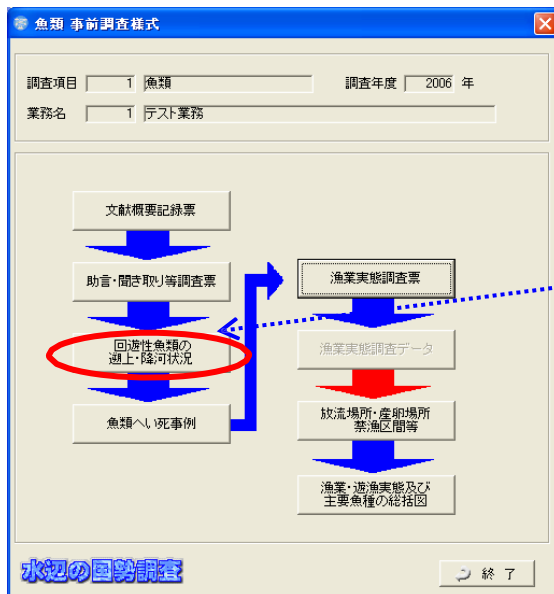 魚類 事前調査様式
調査項目 1 魚類 調査年度 2006 年
業務名 1 テスト業務
文献概要記録票
助言・聞き取り等調査票
回遊性魚類の
遡上・降河状況
魚類へい死事例
漁業実態調査票
漁業実態調査データ
放流場所・産卵場所
禁漁区間等
漁業・遊漁実態及び
主要魚種の総括図
水辺の国勢調査
終 了